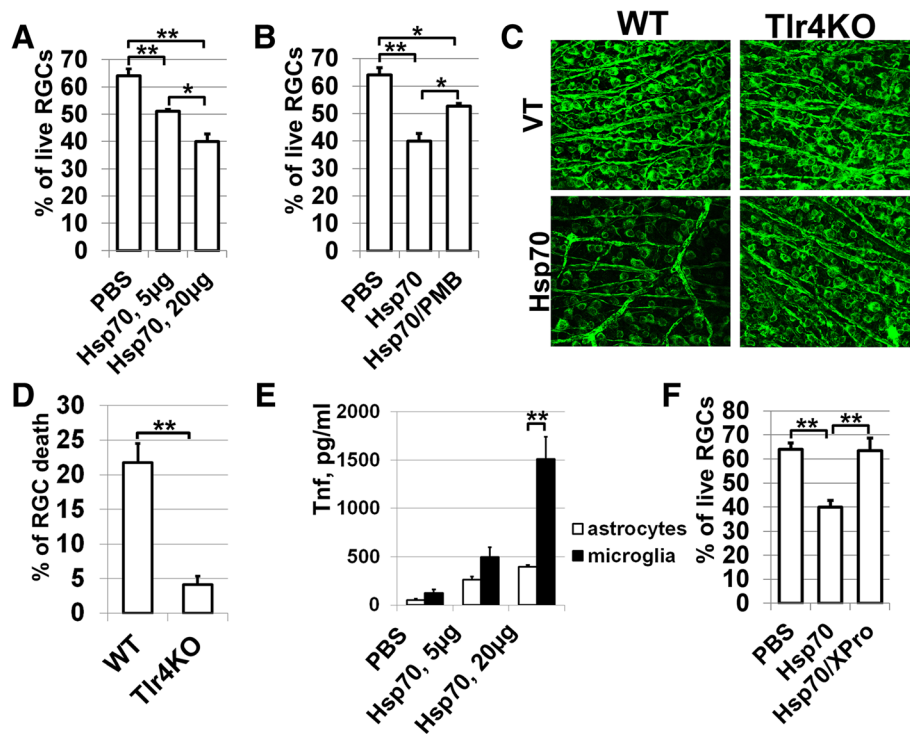 A
% of live RGCs
70
60
50
40
30
20
10
0
**
**
*
PBS
Hsp70, 5µg
Hsp70, 20µg
B
% of live RGCs
70
60
50
40
30
20
10
0
*
**
*
PBS
Hsp70
Hsp70/PMB
C
WT
Tlr4KO
VT
Hsp70
D
% of RGC death
30
25
20
15
10
5
0
**
WT
Tlr4KO
E
Tnf, pg/ml
2000
1500
1000
500
0
**
astrocytes
microglia
PBS
Hsp70, 5µg
Hsp70, 20µg
F
% of live RGCs
80
70
60
50
40
30
20
10
0
**
**
PBS
Hsp70
Hsp70/XPro